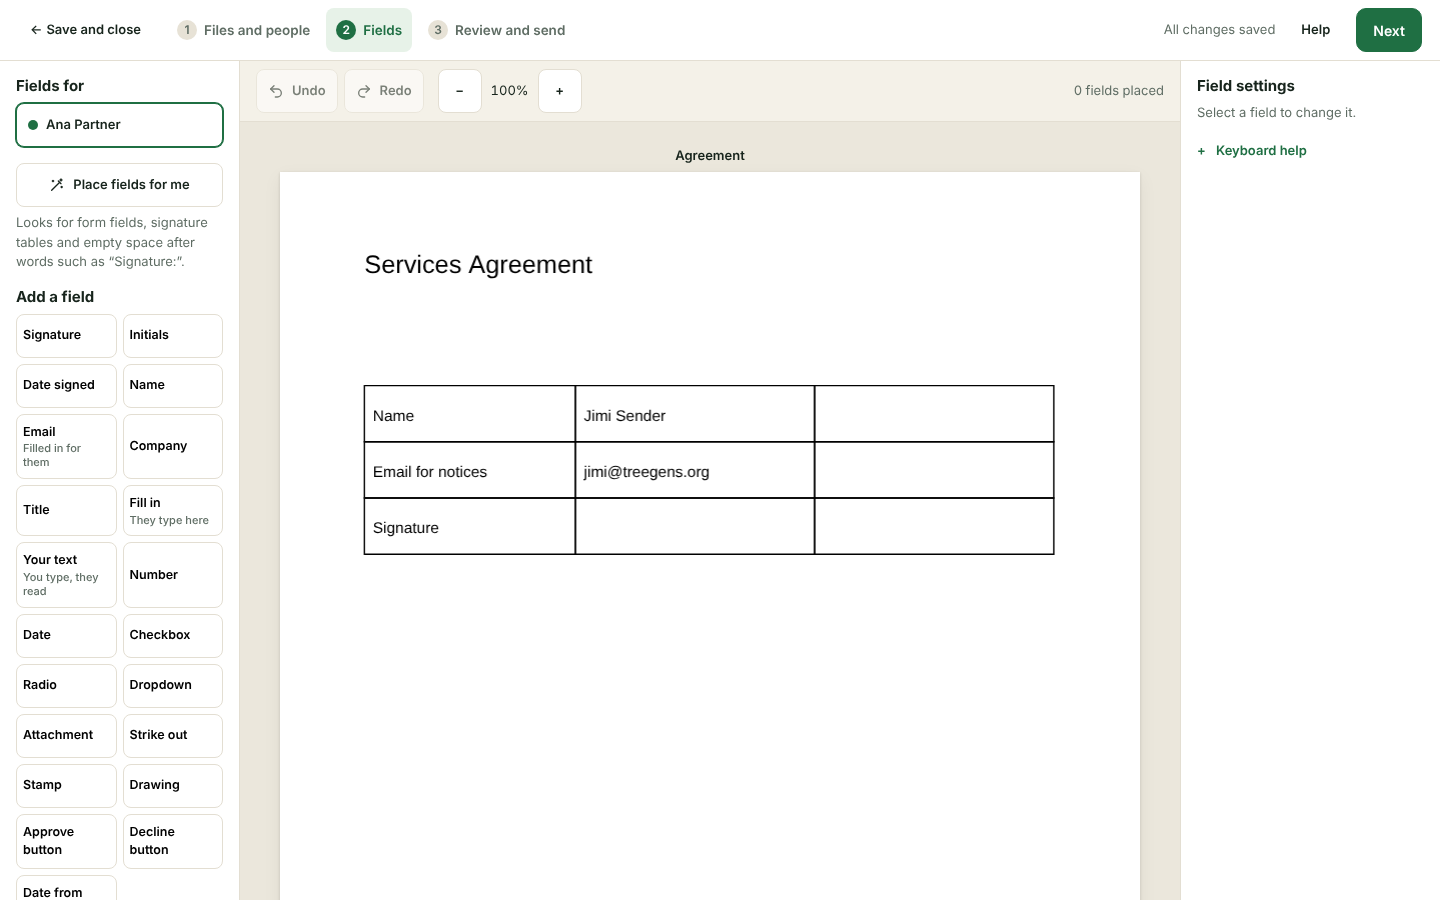 ← Save and close
1 Files and people
2 Fields
3 Review and send
All changes saved
Help
Next
Fields for
Ana Partner
Place fields for me
Looks for form fields, signature
tables and empty space after
words such as “Signature:”.
Add a field
Signature
Initials
Date signed
Name
Email
Filled in for
them
Company
Title
Fill in
They type here
Your text
You type, they
read
Number
Date
Checkbox
Radio
Dropdown
Attachment
Strike out
Stamp
Drawing
Approve
button
Decline
button
Date from
Undo
Redo
−
100%
+
0 fields placed
Agreement
Services Agreement
Name
Jimi Sender
Email for notices
jimi@treegens.org
Signature
Field settings
Select a field to change it.
+ Keyboard help